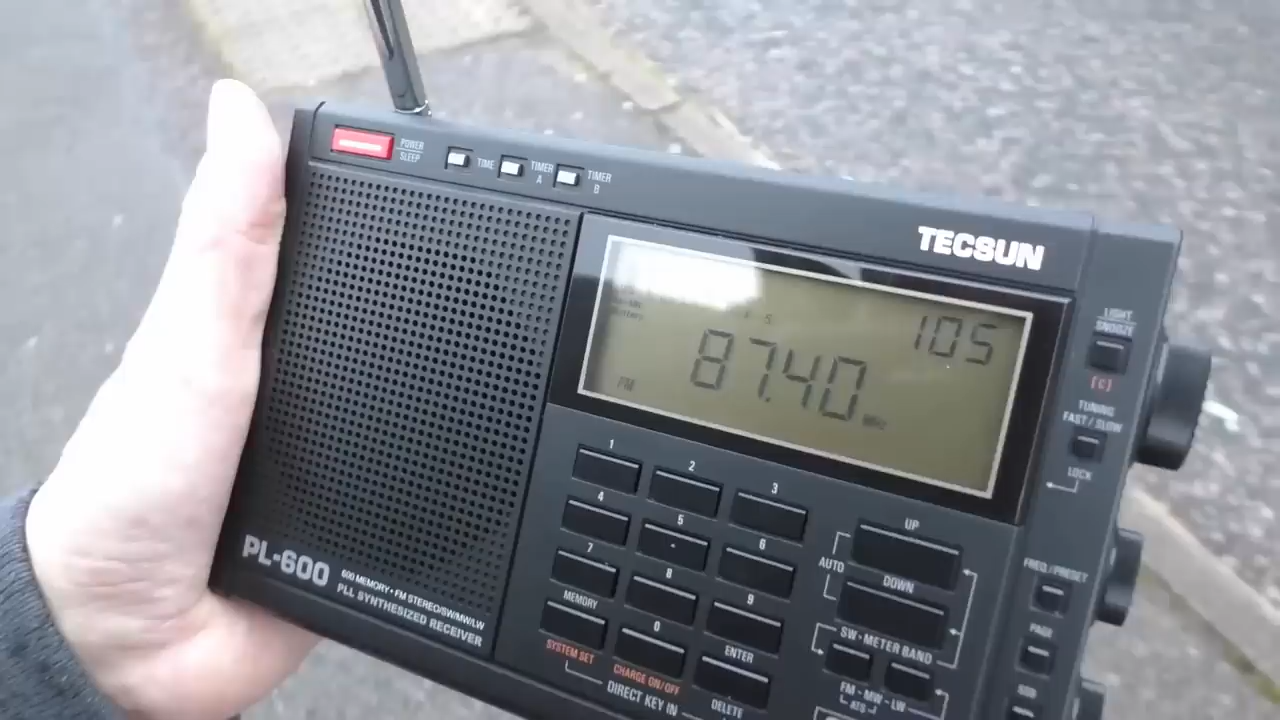 POWER
SLEEP
TIME
TIMER
A
TIMER
B
TECSUN
LIGHT
SNOOZE
[C]
TUNING
FAST / SLOW
LOCK
105
87.40
MHz
FM
1
2
3
4
5
6
7
8
9
MEMORY
0
ENTER
SYSTEM SET
CHARGE ON/OFF
DELETE
DIRECT KEY IN
UP
AUTO
DOWN
SW - METER BAND
FM - MW - LW
ATS
FREQ./PRESET
PAGE
SSB
PL-600
600 MEMORY • FM STEREO/SW/MW/LW
PLL SYNTHESIZED RECEIVER